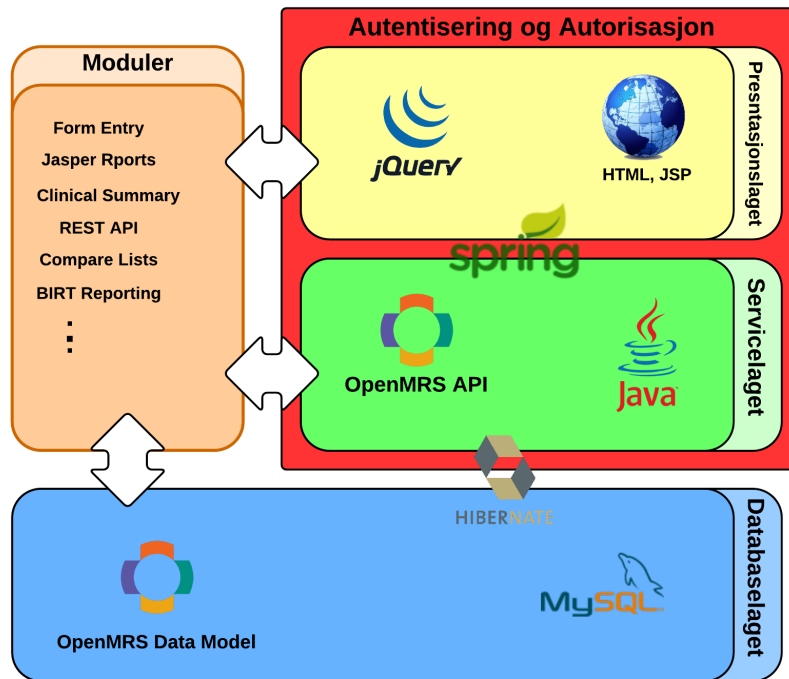 Autentisering og Autorisasjon
Moduler
Form Entry
Jasper Rports
Clinical Summary
REST API
Compare Lists
BIRT Reporting
jQuery
HTML, JSP
Presntasjonslaget
spring
OpenMRS API
Java
Servicelaget
HIBERNATE
OpenMRS Data Model
MySQL
Databaselaget